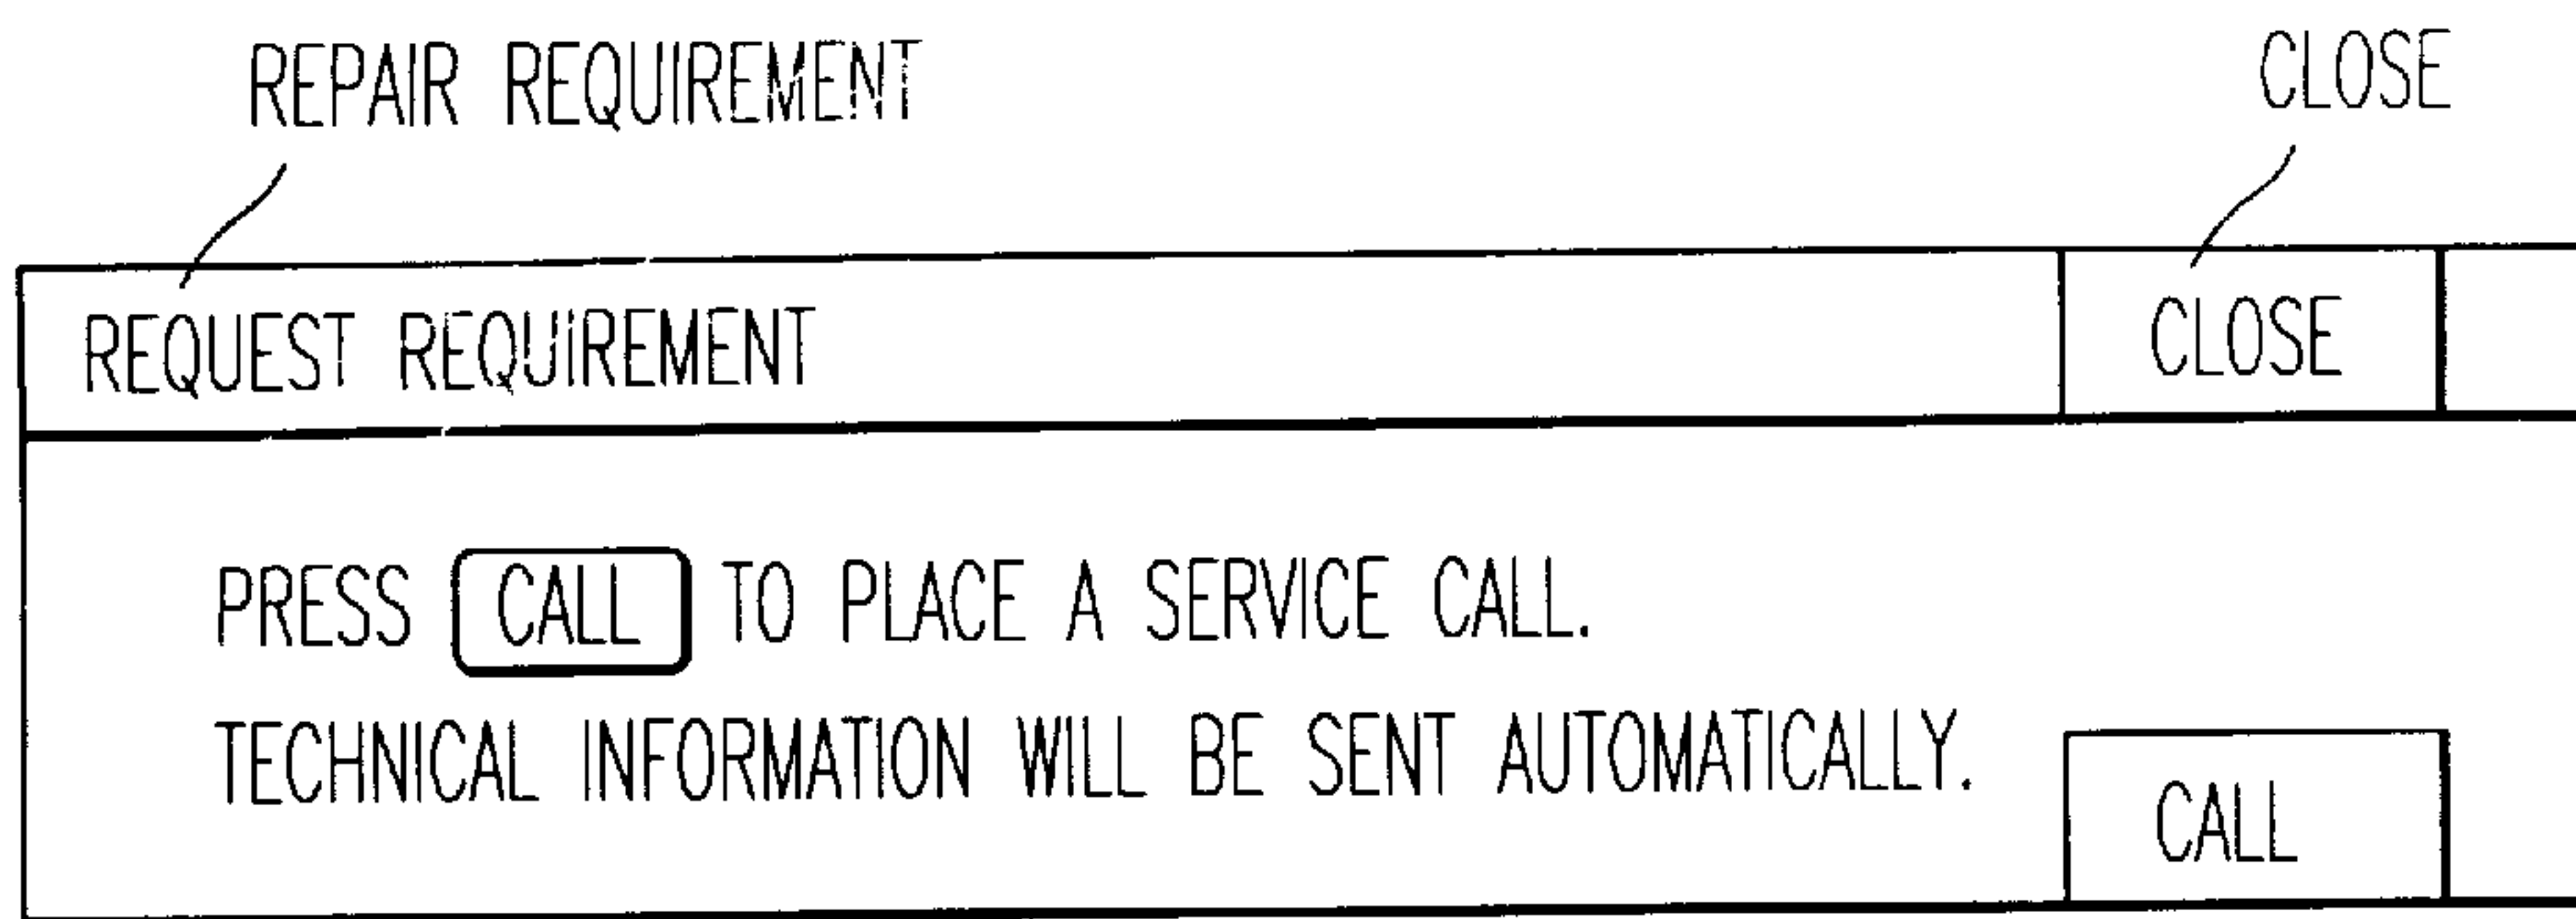 REPAIR REQUIREMENT CLOSE
REQUEST REQUIREMENT CLOSE
PRESS CALL TO PLACE A SERVICE CALL.
TECHNICAL INFORMATION WILL BE SENT AUTOMATICALLY.
CALL